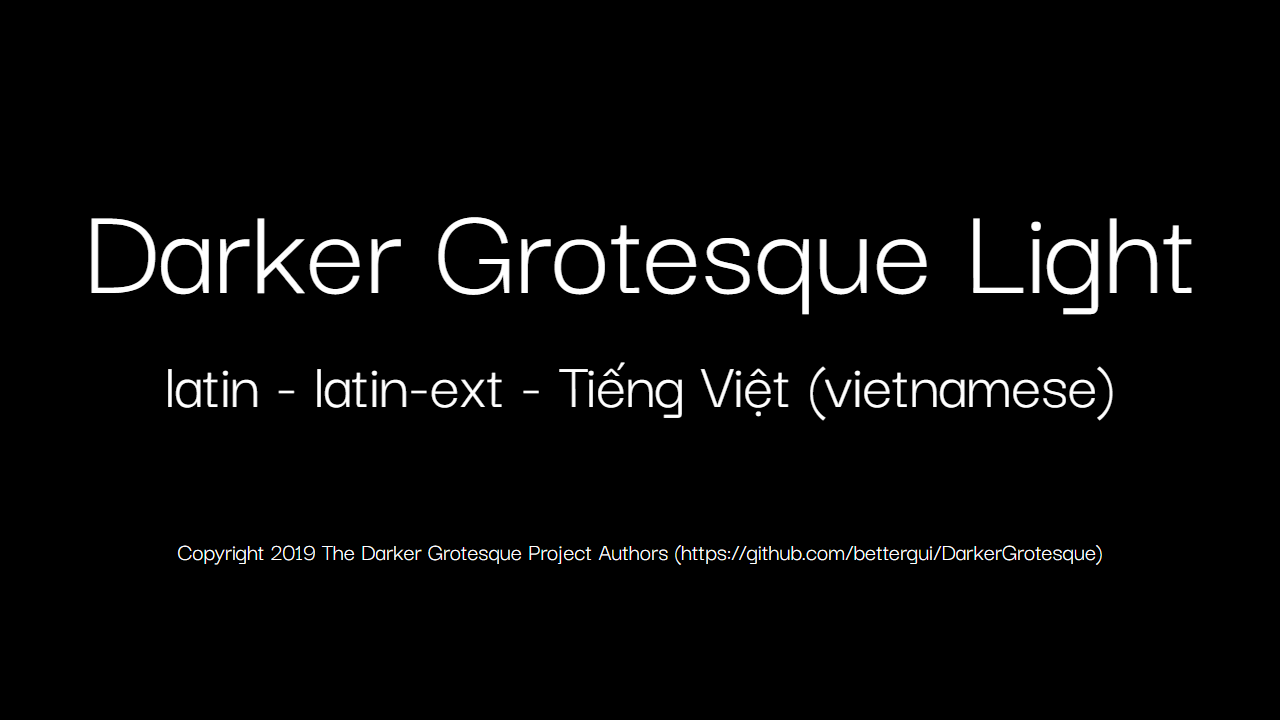 Darker Grotesque Light
latin - latin-ext - Tiếng Việt (vietnamese)
Copyright 2019 The Darker Grotesque Project Authors (https://github.com/bettergui/DarkerGrotesque)